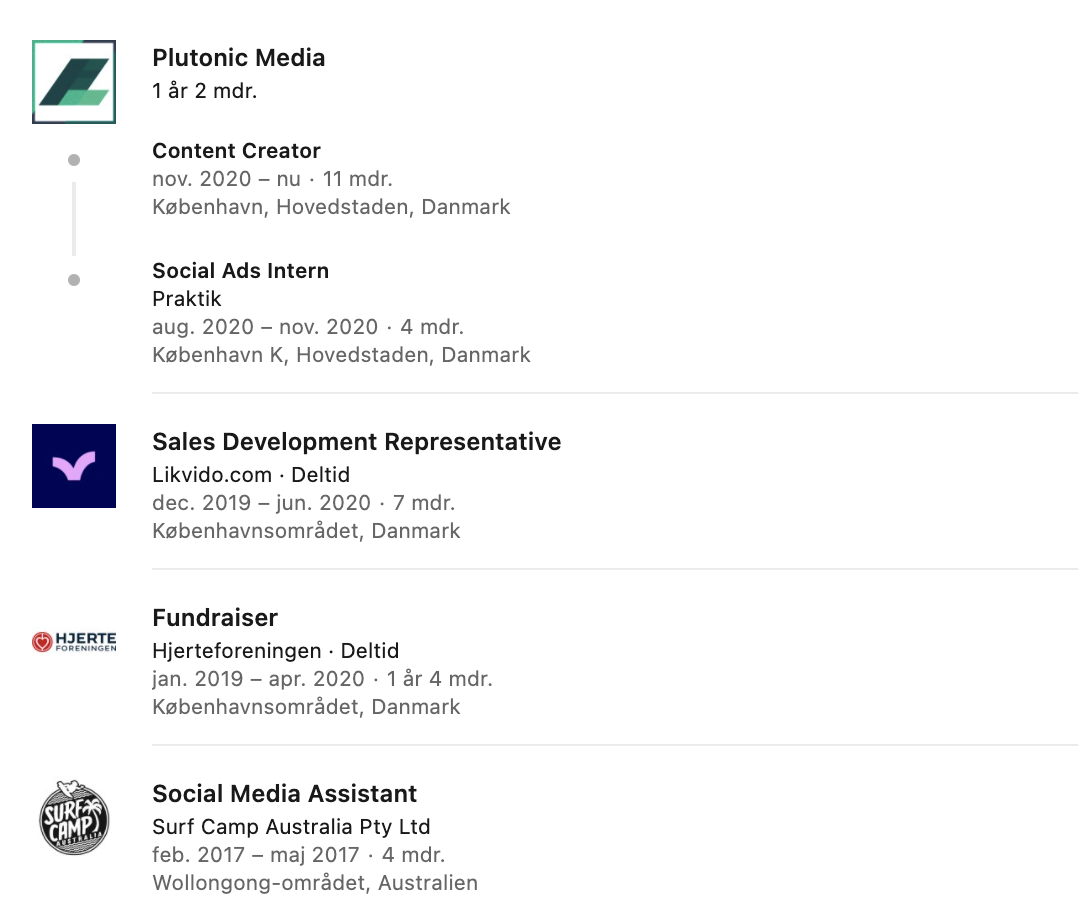 Plutonic Media
1 år 2 mdr.
Content Creator
nov. 2020 – nu · 11 mdr.
København, Hovedstaden, Danmark
Social Ads Intern
Praktik
aug. 2020 – nov. 2020 · 4 mdr.
København K, Hovedstaden, Danmark
Sales Development Representative
Likvido.com · Deltid
dec. 2019 – jun. 2020 · 7 mdr.
Københavnsområdet, Danmark
HJERTE
FORENINGEN
Fundraiser
Hjerteforeningen · Deltid
jan. 2019 – apr. 2020 · 1 år 4 mdr.
Københavnsområdet, Danmark
SURF
CAMP
AUSTRALIA
Social Media Assistant
Surf Camp Australia Pty Ltd
feb. 2017 – maj 2017 · 4 mdr.
Wollongong-området, Australien